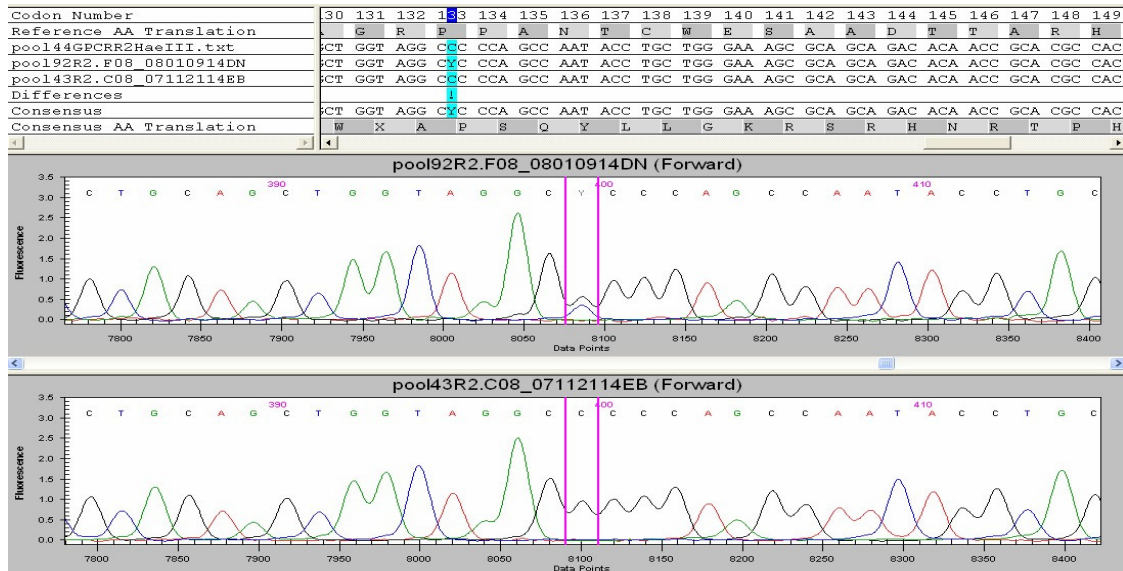 Codon Number 130 131 132 133 134 135 136 137 138 139 140 141 142 143 144 145 146 147 148 149
Reference AA Translation G R P P A N T C W E S A A D T T A R H
pool44GPCRR2HaeIII.txt GCT GGT AGG CCC CCA GCC AAT ACC TGC TGG GAA AGC GCA GCA GAC ACA ACC GCA CGC CAC
pool92R2.F08_08010914DN GCT GGT AGG CYC CCA GCC AAT ACC TGC TGG GAA AGC GCA GCA GAC ACA ACC GCA CGC CAC
pool43R2.C08_07112114EB GCT GGT AGG CCC CCA GCC AAT ACC TGC TGG GAA AGC GCA GCA GAC ACA ACC GCA CGC CAC
Differences !
Consensus GCT GGT AGG CYC CCA GCC AAT ACC TGC TGG GAA AGC GCA GCA GAC ACA ACC GCA CGC CAC
Consensus AA Translation W X A P S Q Y L L G K R S R H N R T P H
pool92R2.F08_08010914DN (Forward)
3.5
390 400 410
C T G C A G C T G G T A G G C Y C C C A G C C A A T A C C T G C
3.0
2.5
2.0
1.5
1.0
0.5
0.0
Fluorescence
7800 7850 7900 7950 8000 8050 8100 8150 8200 8250 8300 8350 8400
Data Points
pool43R2.C08_07112114EB (Forward)
3.5
390 400 410
C T G C A G C T G G T A G G C C C C C A G C C A A T A C C T G C
3.0
2.5
2.0
1.5
1.0
0.5
0.0
Fluorescence
7800 7850 7900 7950 8000 8050 8100 8150 8200 8250 8300 8350 8400
Data Points